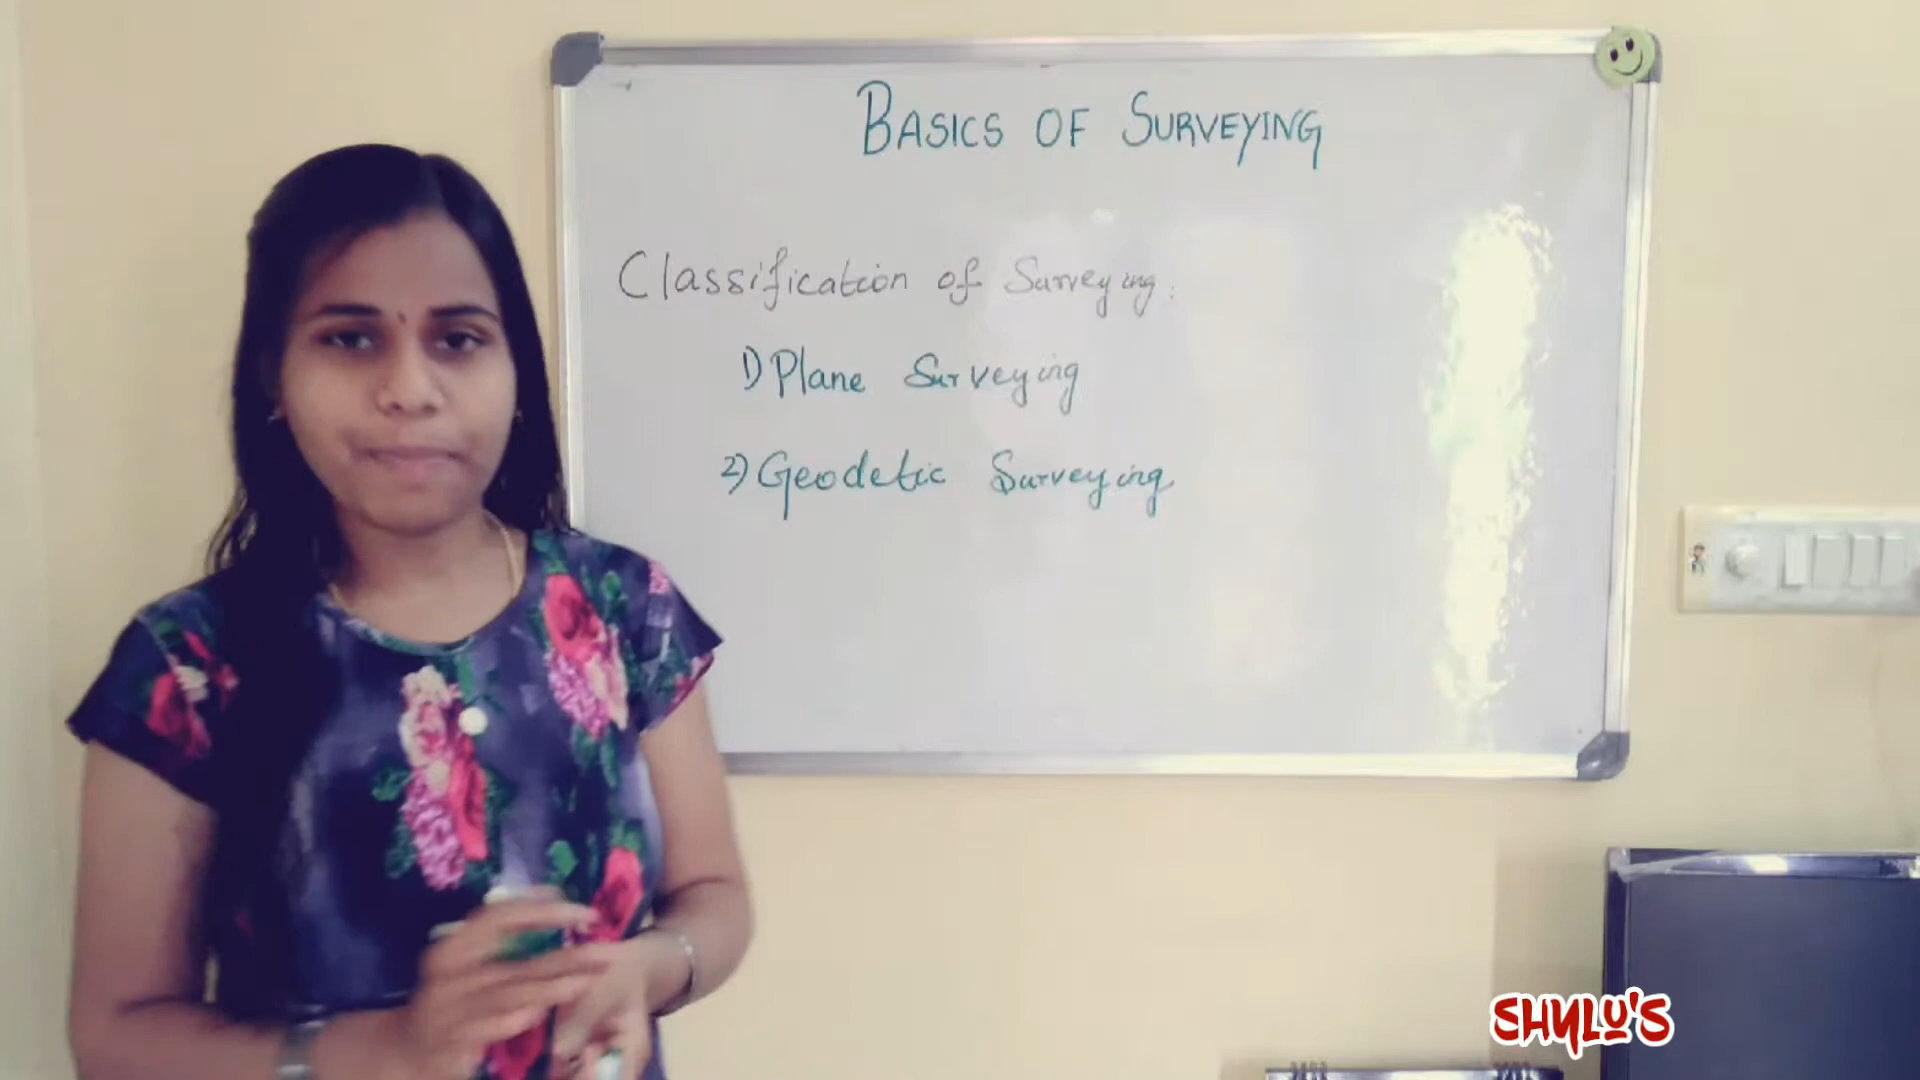 BASICS OF SURVEYING
Classification of Surveying:
1) Plane Surveying
2) Geodetic Surveying
SHYLU'S